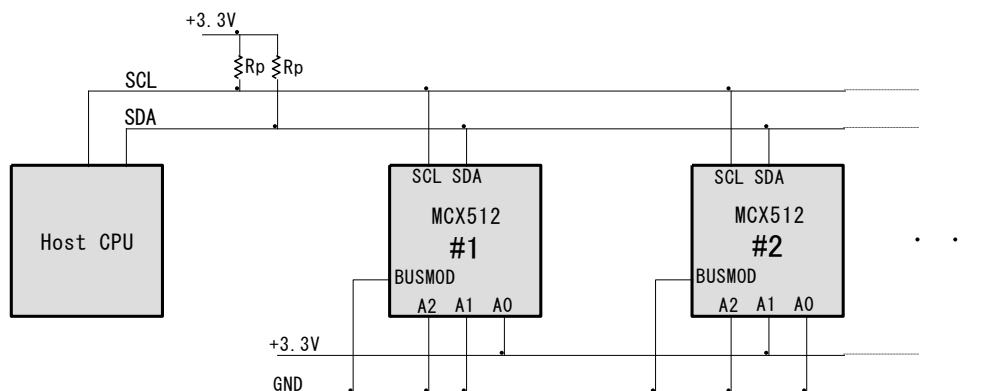 +3.3V
Rp Rp
SCL
SDA
SCL SDA
SCL SDA
Host CPU
MCX512
#1
MCX512
#2
BUSMOD
BUSMOD
A2 A1 A0
A2 A1 A0
+3.3V
GND